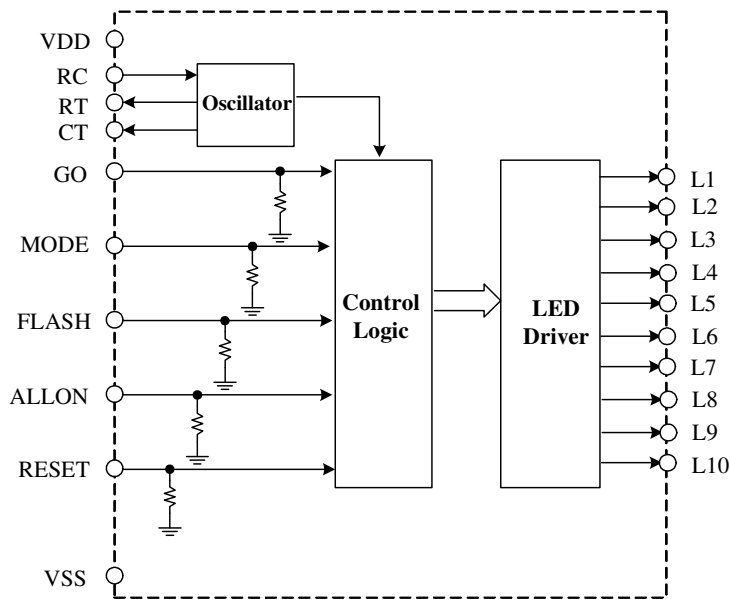 VDD
RC
RT
CT
Oscillator
GO
MODE
FLASH
ALLON
RESET
VSS
Control
Logic
LED
Driver
L1
L2
L3
L4
L5
L6
L7
L8
L9
L10